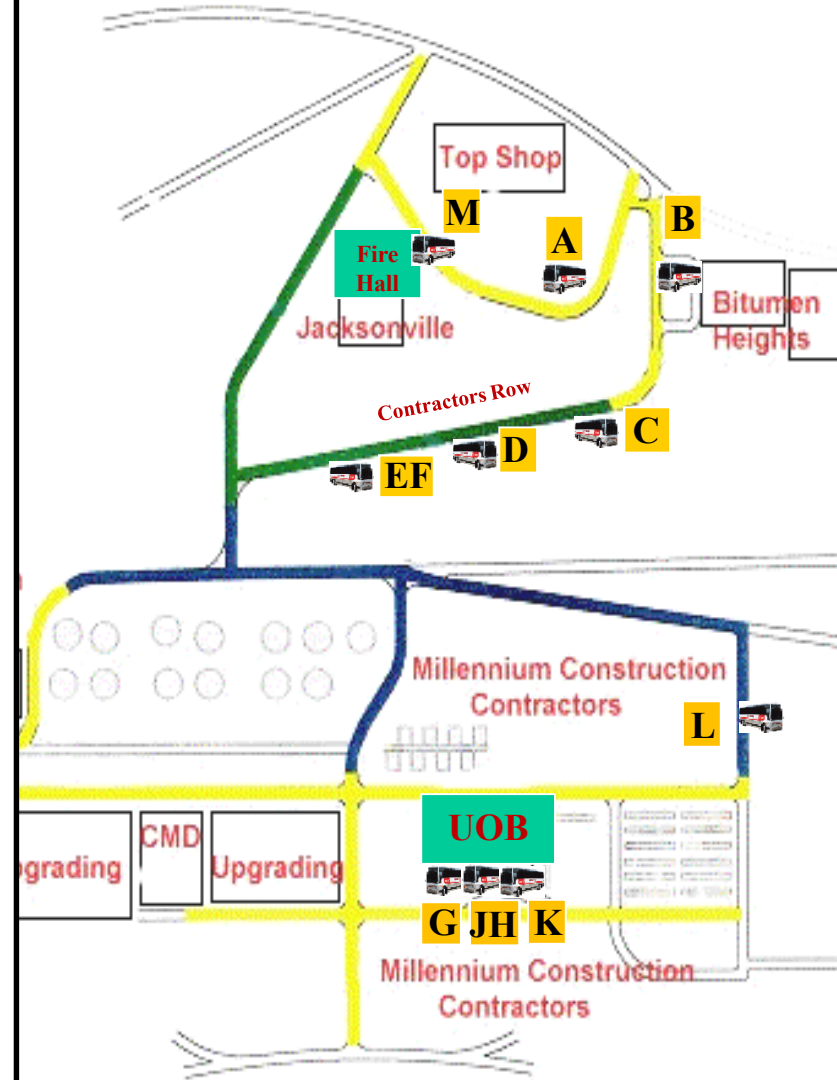 Top Shop
M
B
A
Fire
Hall
Bitumen
Heights
Jacksonville
Contractors Row
C
D
EF
Millennium Construction
Contractors
L
UOB
CMD
pgrading
Upgrading
G
JH
K
Millennium Construction
Contractors